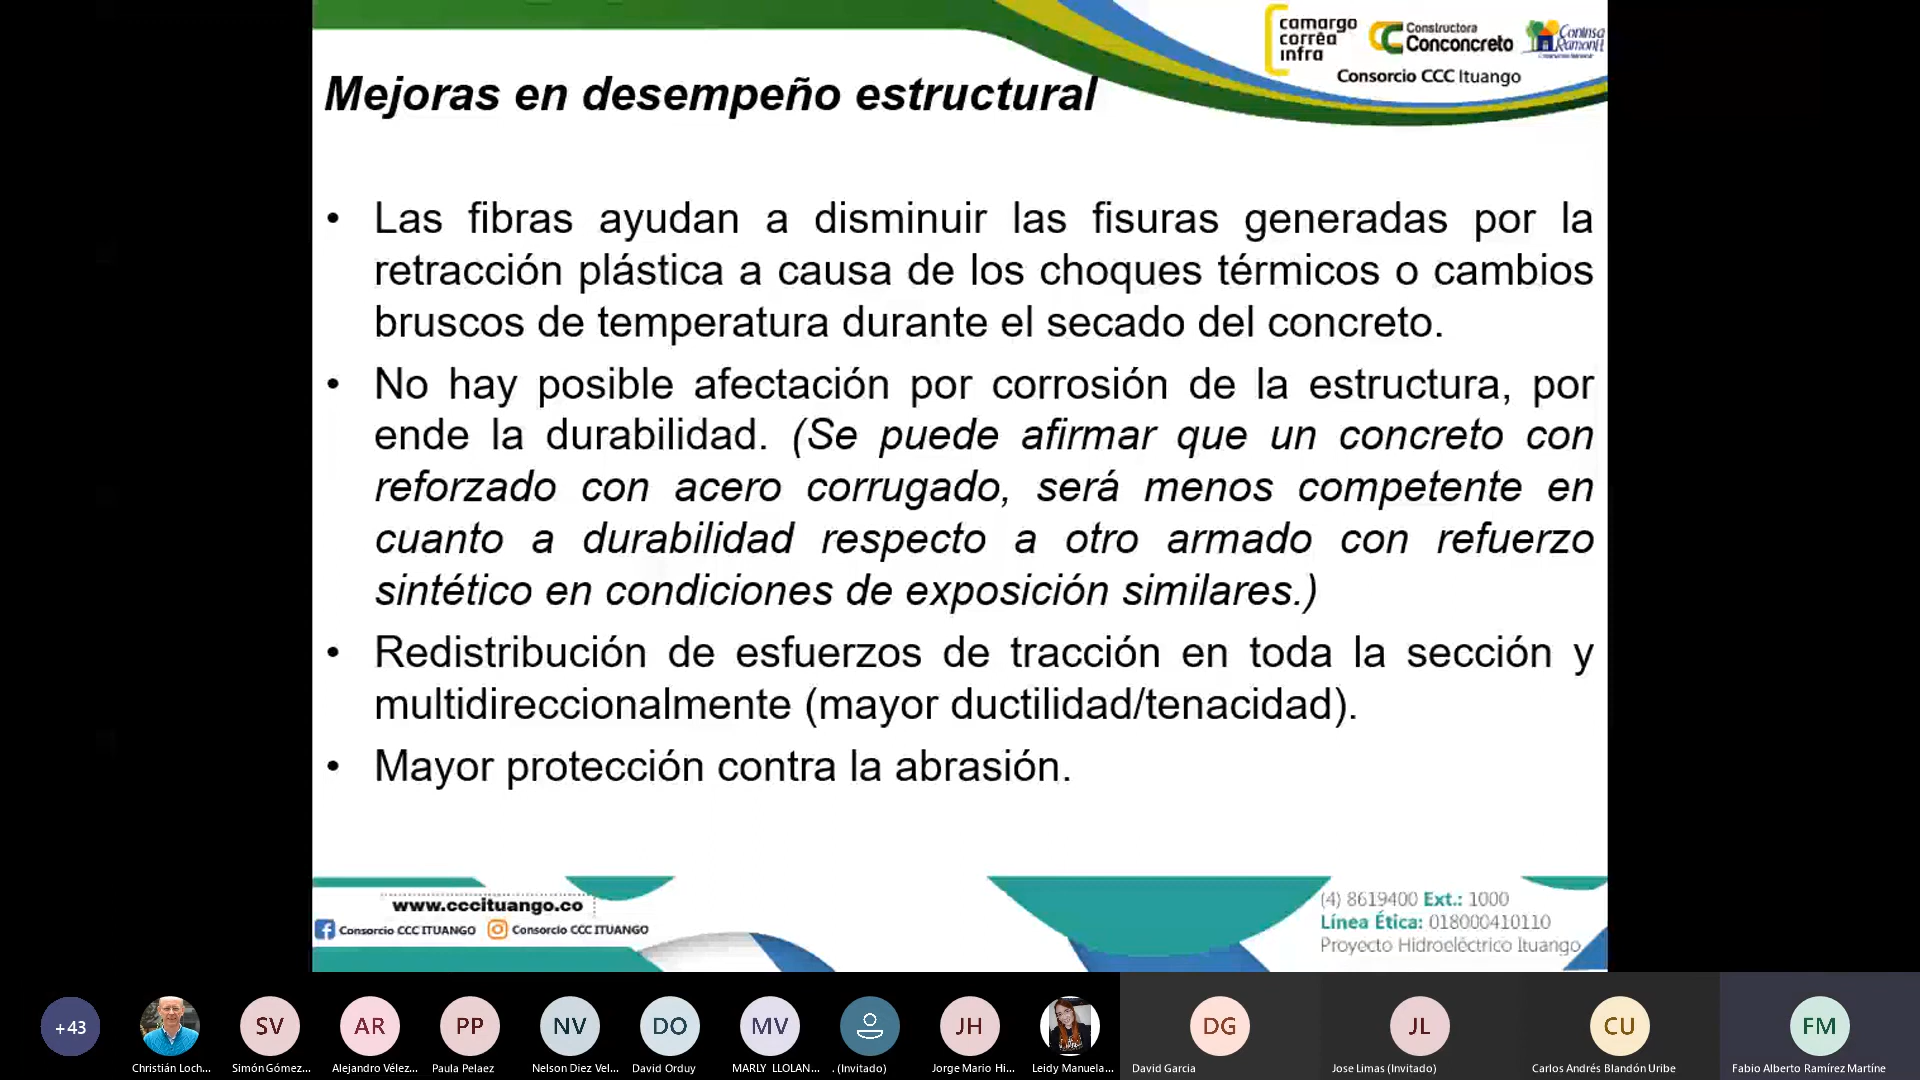 camargo
corrêa
infra
Constructora
Conconcreto
Coninsa
Ramon H
Consorcio CCC Ituango
Mejoras en desempeño estructural
• Las fibras ayudan a disminuir las fisuras generadas por la
retracción plástica a causa de los choques térmicos o cambios
bruscos de temperatura durante el secado del concreto.
• No hay posible afectación por corrosión de la estructura, por
ende la durabilidad. (Se puede afirmar que un concreto con
reforzado con acero corrugado, será menos competente en
cuanto a durabilidad respecto a otro armado con refuerzo
sintético en condiciones de exposición similares.)
• Redistribución de esfuerzos de tracción en toda la sección y
multidireccionalmente (mayor ductilidad/tenacidad).
• Mayor protección contra la abrasión.
www.cccituango.co
Consorcio CCC ITUANGO Consorcio CCC ITUANGO
(4) 8619400 Ext.: 1000
Línea Ética: 018000410110
Proyecto Hidroeléctrico Ituango
+43 SV AR PP NV DO MV JH DG JL CU FM
Christián Loch... Simón Gómez... Alejandro Vélez... Paula Pelaez Nelson Diez Vel... David Orduy MARLY LLOLAN... . (Invitado) Jorge Mario Hi... Leidy Manuela... David Garcia Jose Limas (Invitado) Carlos Andrés Blandón Uribe Fabio Alberto Ramírez Martíne